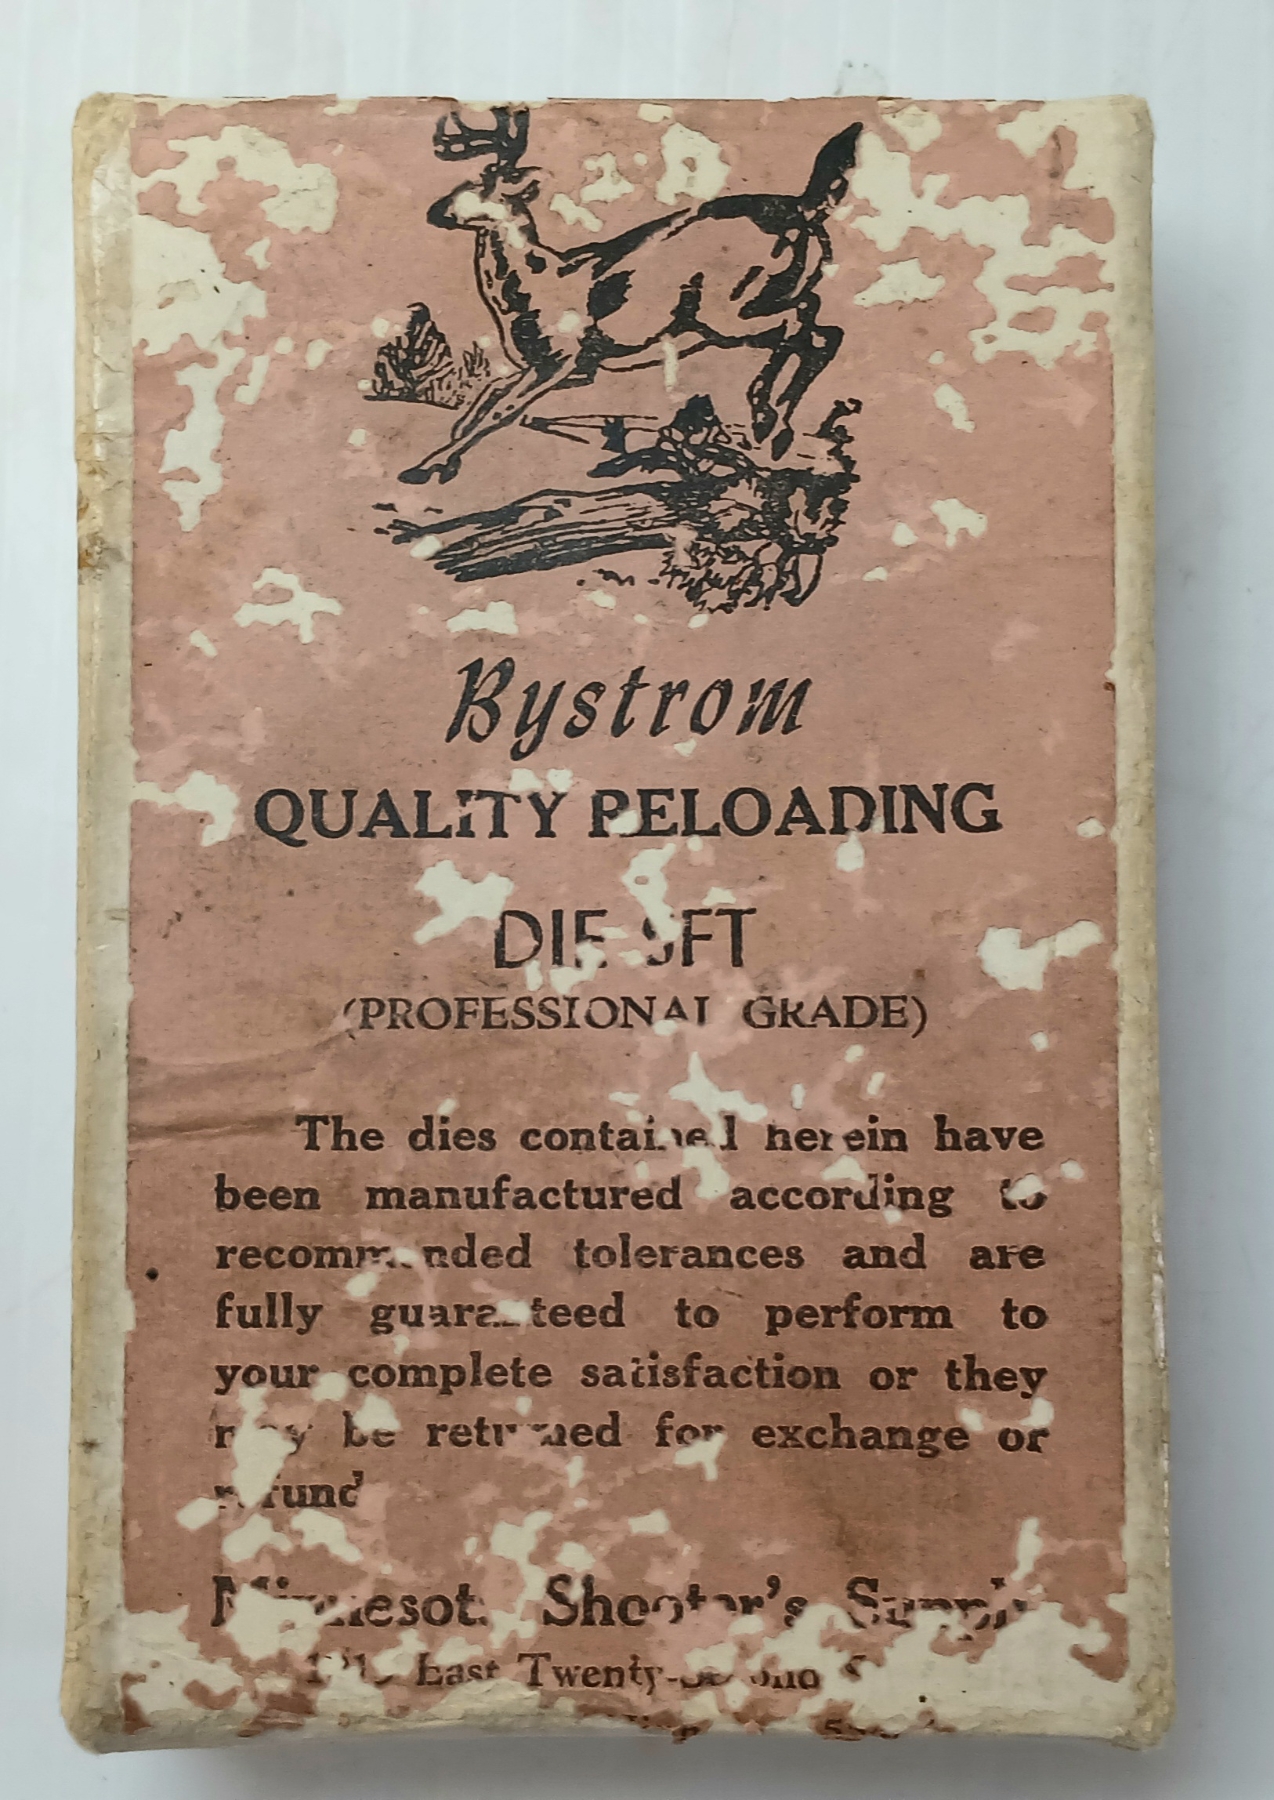 Bystrom
QUALITY RELOADING
DIE SET
(PROFESSIONAL GRADE)
The dies contained herein have
been manufactured according to
recommended tolerances and are
fully guaranteed to perform to
your complete satisfaction or they
may be returned for exchange or
refund
Minnesota Shooter's Supply
East Twenty-Second